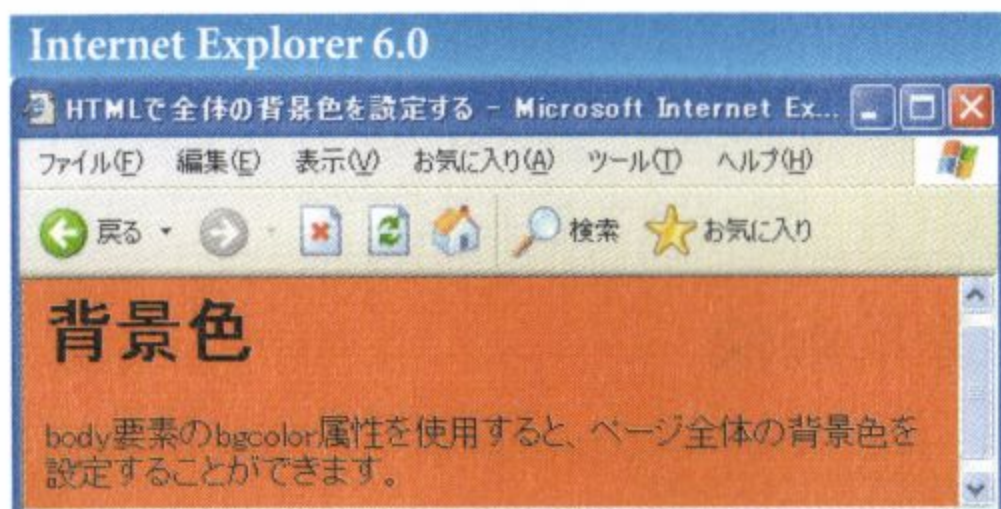 Internet Explorer 6.0
HTMLで全体の背景色を設定する - Microsoft Internet Ex...
ファイル(F) 編集(E) 表示(V) お気に入り(A) ツール(T) ヘルプ(H)
戻る 検索 お気に入り
背景色
body要素のbgcolor属性を使用すると、ページ全体の背景色を
設定することができます。